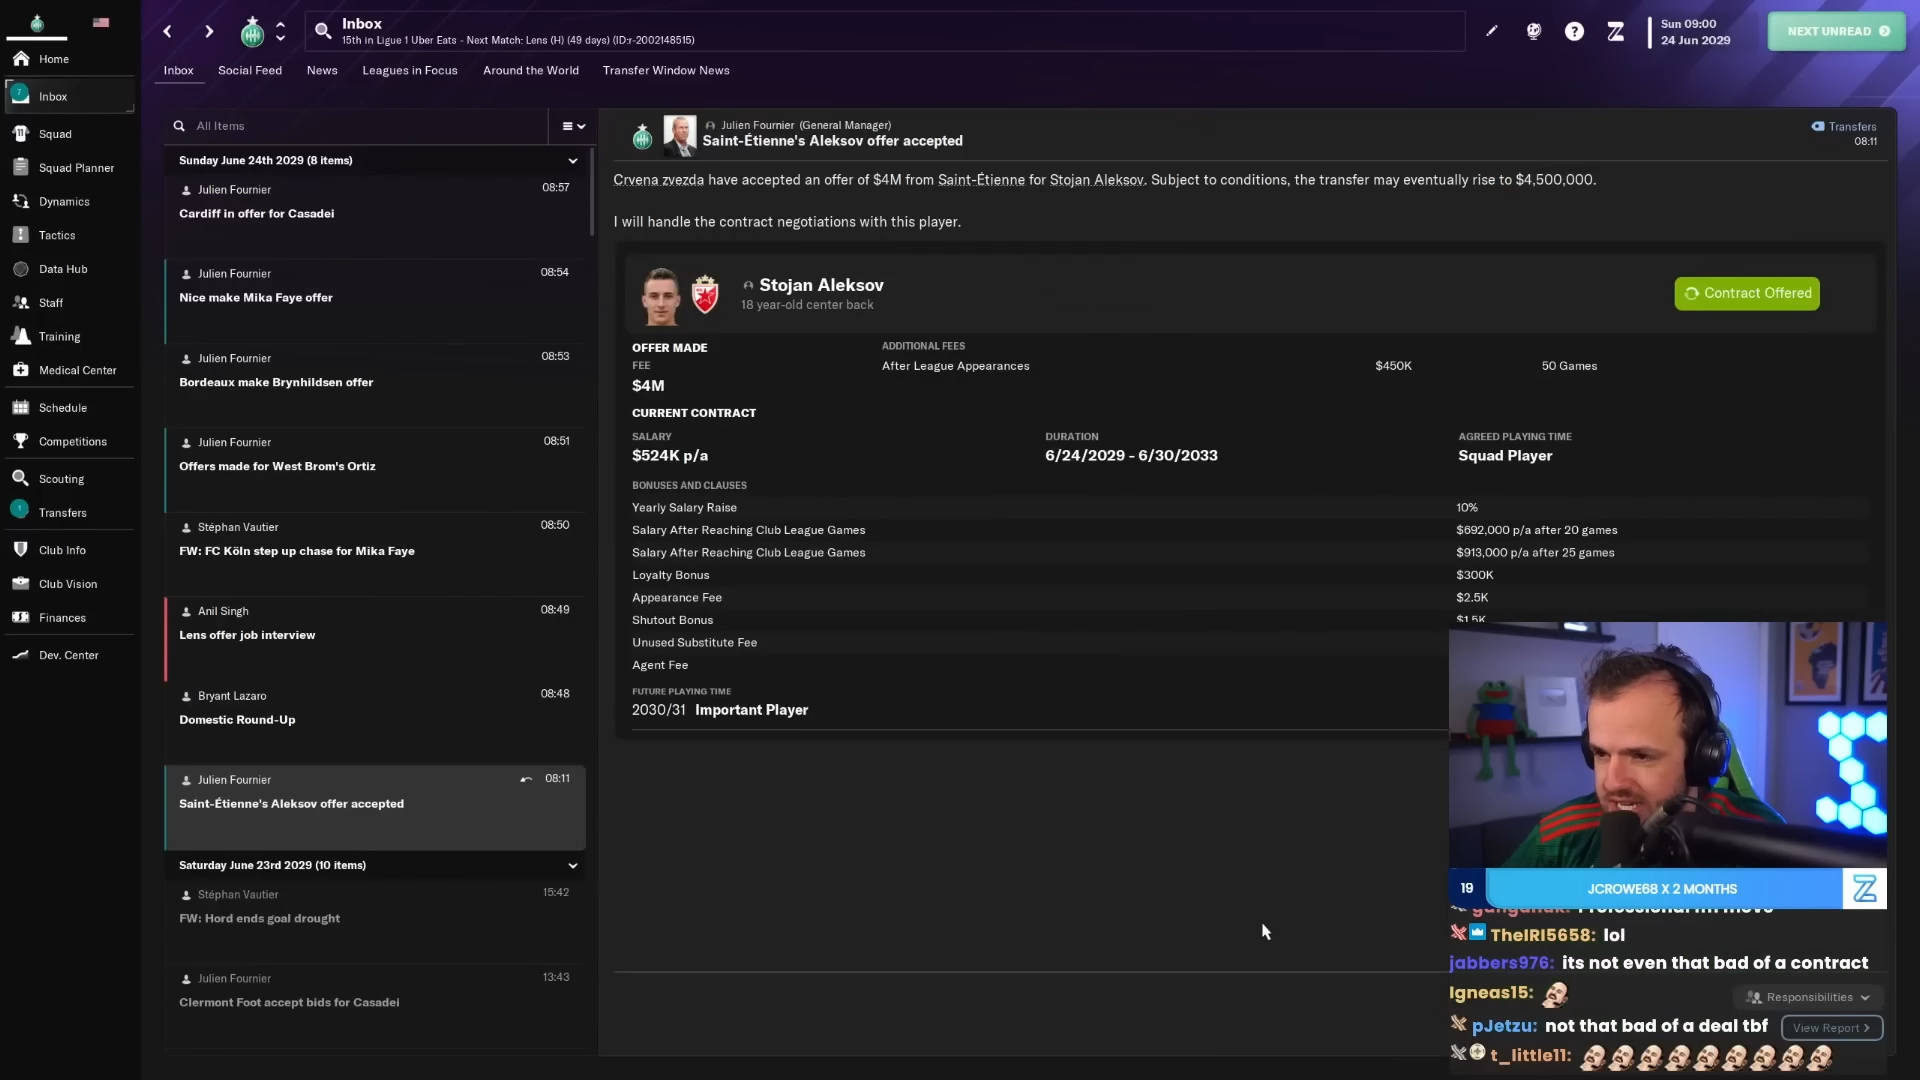 Home
Inbox
7
Squad
Squad Planner
Dynamics
Tactics
Data Hub
Staff
Training
Medical Center
Schedule
Competitions
Scouting
1
Transfers
Club Info
Club Vision
Finances
Dev. Center
Inbox
15th in Ligue 1 Uber Eats - Next Match: Lens (H) (49 days) (ID:r-2002148515)
Sun 09:00
24 Jun 2029
NEXT UNREAD
Inbox Social Feed News Leagues in Focus Around the World Transfer Window News
All Items
Sunday June 24th 2029 (8 items)
Julien Fournier 08:57
Cardiff in offer for Casadei
Julien Fournier 08:54
Nice make Mika Faye offer
Julien Fournier 08:53
Bordeaux make Brynhildsen offer
Julien Fournier 08:51
Offers made for West Brom's Ortiz
Stéphan Vautier 08:50
FW: FC Köln step up chase for Mika Faye
Anil Singh 08:49
Lens offer job interview
Bryant Lazaro 08:48
Domestic Round-Up
Julien Fournier 08:11
Saint-Étienne's Aleksov offer accepted
Saturday June 23rd 2029 (10 items)
Stéphan Vautier 15:42
FW: Hord ends goal drought
Julien Fournier 13:43
Clermont Foot accept bids for Casadei
Julien Fournier (General Manager)
Saint-Étienne's Aleksov offer accepted
Transfers
08:11
Crvena zvezda have accepted an offer of $4M from Saint-Étienne for Stojan Aleksov. Subject to conditions, the transfer may eventually rise to $4,500,000.
I will handle the contract negotiations with this player.
Stojan Aleksov
18 year-old center back
Contract Offered
OFFER MADE
FEE
$4M
ADDITIONAL FEES
After League Appearances $450K 50 Games
CURRENT CONTRACT
SALARY DURATION AGREED PLAYING TIME
$524K p/a 6/24/2029 - 6/30/2033 Squad Player
BONUSES AND CLAUSES
Yearly Salary Raise 10%
Salary After Reaching Club League Games $692,000 p/a after 20 games
Salary After Reaching Club League Games $913,000 p/a after 25 games
Loyalty Bonus $300K
Appearance Fee $2.5K
Shutout Bonus $1.5K
Unused Substitute Fee
Agent Fee
FUTURE PLAYING TIME
2030/31 Important Player
19 JCROWE68 X 2 MONTHS
TheIRI5658: lol
jabbers976: its not even that bad of a contract
Igneas15:
Responsibilities
pJetzu: not that bad of a deal tbf
View Report
t_little11: